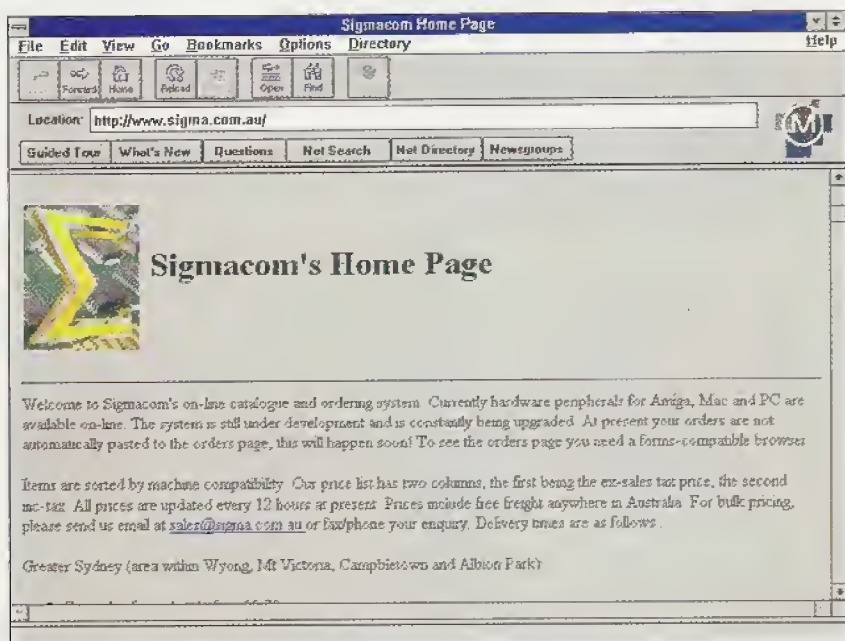 Sigmacom Home Page
File Edit View Go Bookmarks Options Directory Help
Forward Home Reload Open Find
Location: http://www.sigma.com.au/
M
Guided Tour What's New Questions Net Search Net Directory Newsgroups
Sigmacom's Home Page
Welcome to Sigmacom's on-line catalogue and ordering system. Currently hardware peripherals for Amiga, Mac and PC are
available on-line. The system is still under development and is constantly being upgraded. At present your orders are not
automatically pasted to the orders page, this will happen soon! To see the orders page you need a forms-compatible browser
Items are sorted by machine compatibility. Our price list has two columns, the first being the ex-sales tax price, the second
inc-tax. All prices are updated every 12 hours at present. Prices include free freight anywhere in Australia. For bulk pricing,
please send us email at sales@sigma.com.au or fax/phone your enquiry. Delivery times are as follows.
Greater Sydney (area within Wyong, Mt Victoria, Campbletown and Albion Park)